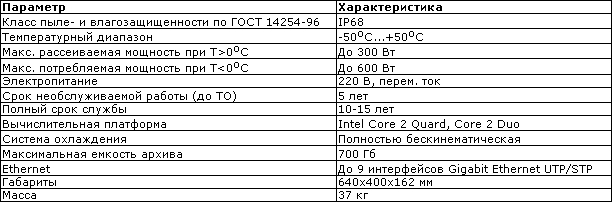 Параметр Характеристика
Класс пыле- и влагозащищенности по ГОСТ 14254-96 IP68
Температурный диапазон -50°С...+50°С
Макс. рассеиваемая мощность при Т>0°С До 300 Вт
Макс. потребляемая мощность при Т<0°С До 600 Вт
Электропитание 220 В, перем. ток
Срок необслуживаемой работы (до ТО) 5 лет
Полный срок службы 10-15 лет
Вычислительная платформа Intel Core 2 Quard, Core 2 Duo
Система охлаждения Полностью бескинематическая
Максимальная емкость архива 700 Гб
Ethernet До 9 интерфейсов Gigabit Ethernet UTP/STP
Габариты 640x400x162 мм
Масса 37 кг